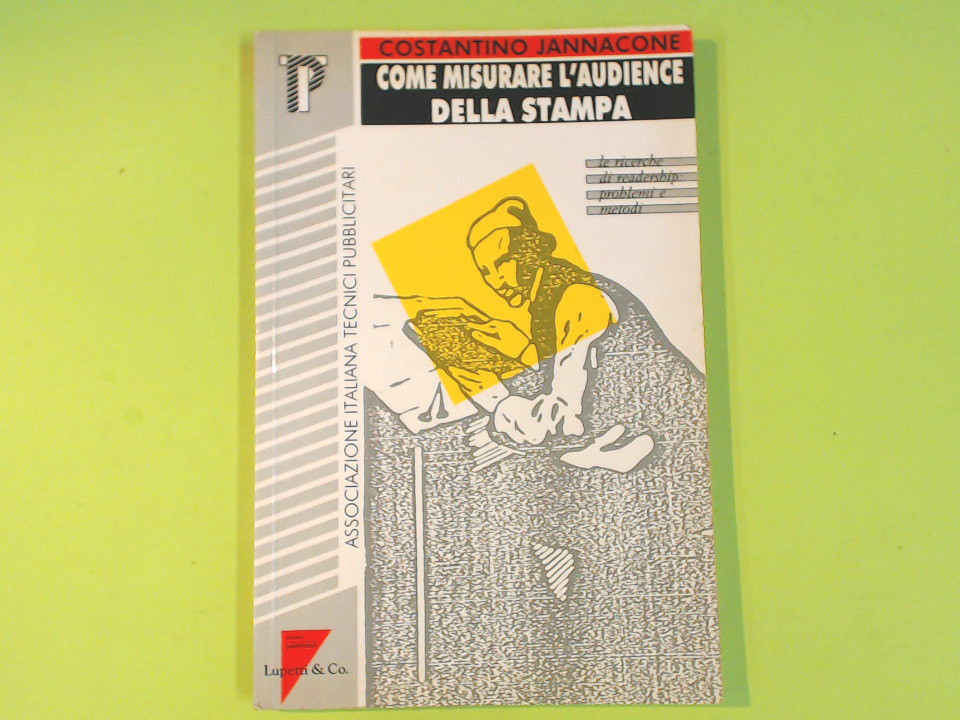 TP
COSTANTINO JANNACONE
COME MISURARE L'AUDIENCE
DELLA STAMPA
le ricerche
di readership:
problemi e
metodi
ASSOCIAZIONE ITALIANA TECNICI PUBBLICITARI
Lupetti & Co.